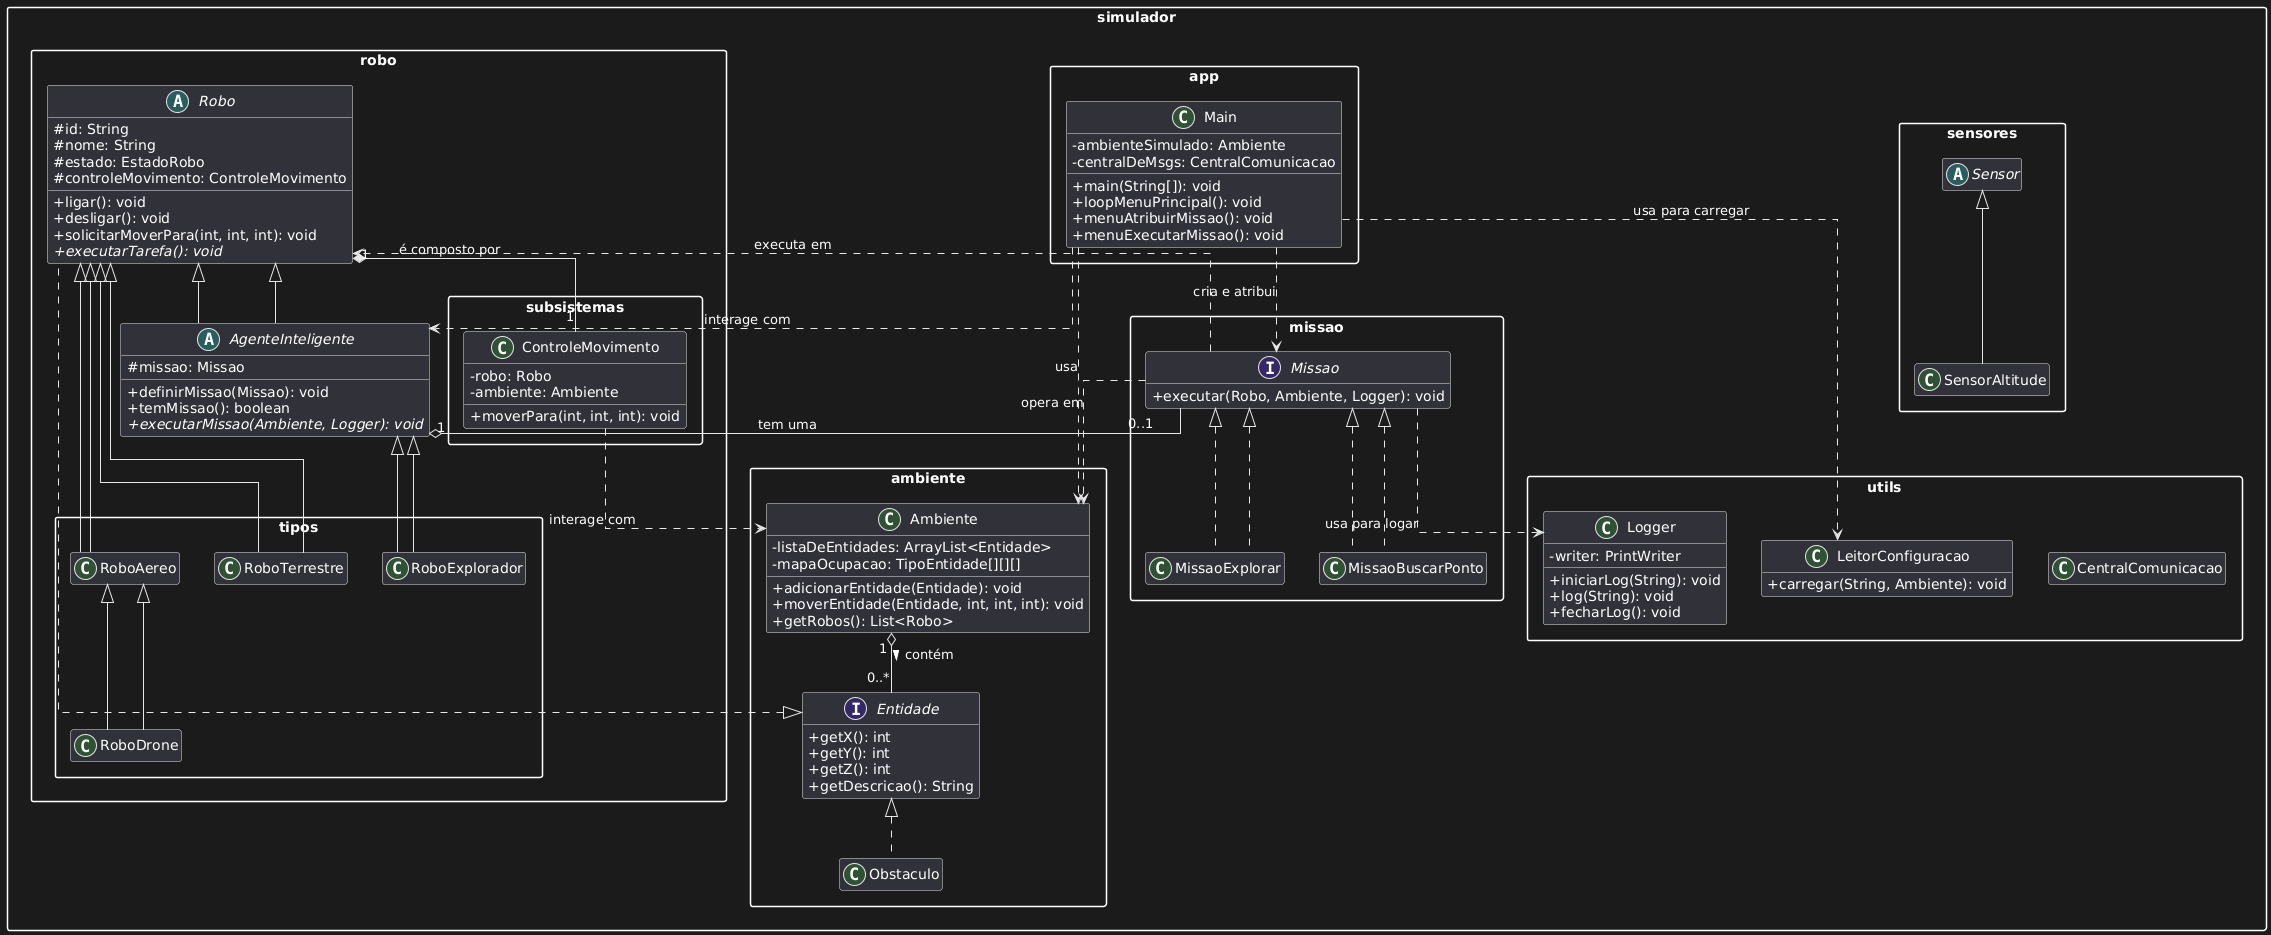 simulador
robo
A Robo
#id: String
#nome: String
#estado: EstadoRobo
#controleMovimento: ControleMovimento
+ligar(): void
+desligar(): void
+solicitarMoverPara(int, int, int): void
+executarTarefa(): void
é composto por
executa em
A AgenteInteligente
#missao: Missao
+definirMissao(Missao): void
+temMissao(): boolean
+executarMissao(Ambiente, Logger): void
1
subsistemas
1
C ControleMovimento
-robo: Robo
-ambiente: Ambiente
+moverPara(int, int, int): void
interage com
tem uma
0..1
interage com
tipos
C RoboAereo
C RoboTerrestre
C RoboExplorador
C RoboDrone
app
C Main
-ambienteSimulado: Ambiente
-centralDeMsgs: CentralComunicacao
+main(String[]): void
+loopMenuPrincipal(): void
+menuAtribuirMissao(): void
+menuExecutarMissao(): void
cria e atribui
usa
opera em
usa para carregar
missao
I Missao
+executar(Robo, Ambiente, Logger): void
usa para logar
C MissaoExplorar
C MissaoBuscarPonto
ambiente
C Ambiente
-listaDeEntidades: ArrayList<Entidade>
-mapaOcupacao: TipoEntidade[][][]
+adicionarEntidade(Entidade): void
+moverEntidade(Entidade, int, int, int): void
+getRobos(): List<Robo>
1
contém
0..*
I Entidade
+getX(): int
+getY(): int
+getZ(): int
+getDescricao(): String
C Obstaculo
sensores
A Sensor
C SensorAltitude
utils
C Logger
-writer: PrintWriter
+iniciarLog(String): void
+log(String): void
+fecharLog(): void
C LeitorConfiguracao
+carregar(String, Ambiente): void
C CentralComunicacao